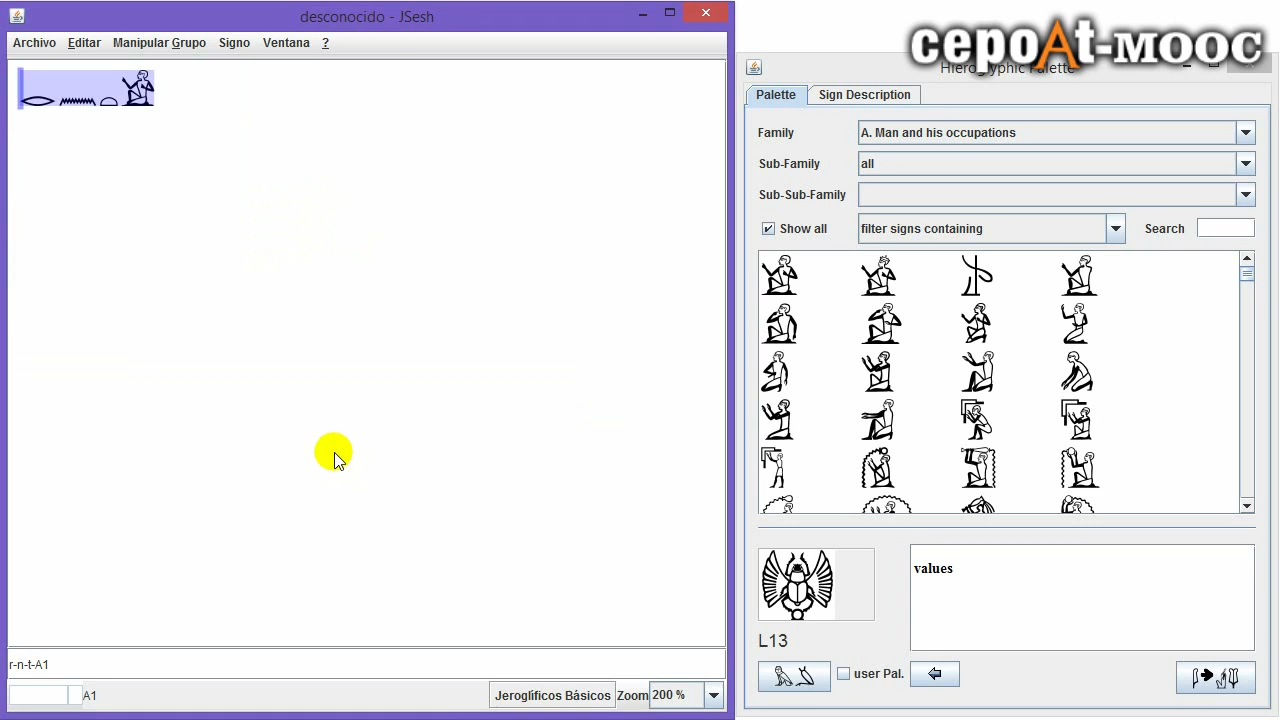 desconocido - JSesh
Archivo Editar Manipular Grupo Signo Ventana ?
r-n-t-A1
A1
Jeroglíficos Básicos Zoom 200 %
cepoAt-mooc
Hieroglyphic Palette
Palette Sign Description
Family A. Man and his occupations
Sub-Family all
Sub-Sub-Family
Show all filter signs containing Search
values
L13
user Pal.